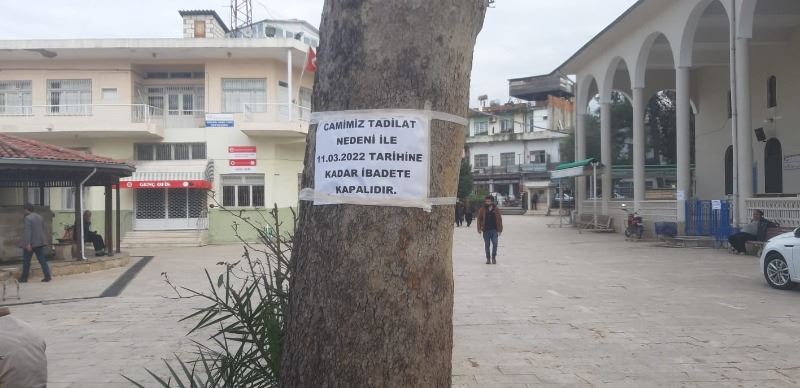 CAMİMİZ TADİLAT
NEDENİ İLE
11.03.2022 TARİHİNE
KADAR İBADETE
KAPALIDIR.
GENÇ OFİS